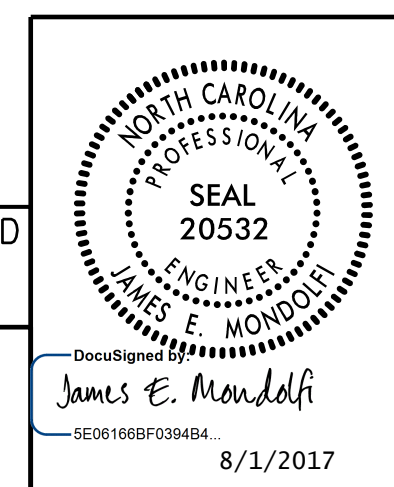 NORTH CAROLINA
PROFESSIONAL
SEAL
20532
ENGINEER
JAMES E. MONDOLFI
D
DocuSigned by:
James E. Mondolfi
5E06166BF0394B4...
8/1/2017